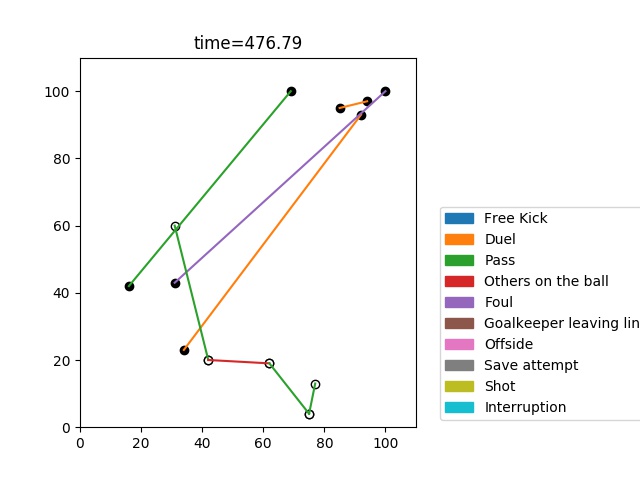 time=476.79
100
80
60
40
20
0
0 20 40 60 80 100
Free Kick
Duel
Pass
Others on the ball
Foul
Goalkeeper leaving lin
Offside
Save attempt
Shot
Interruption